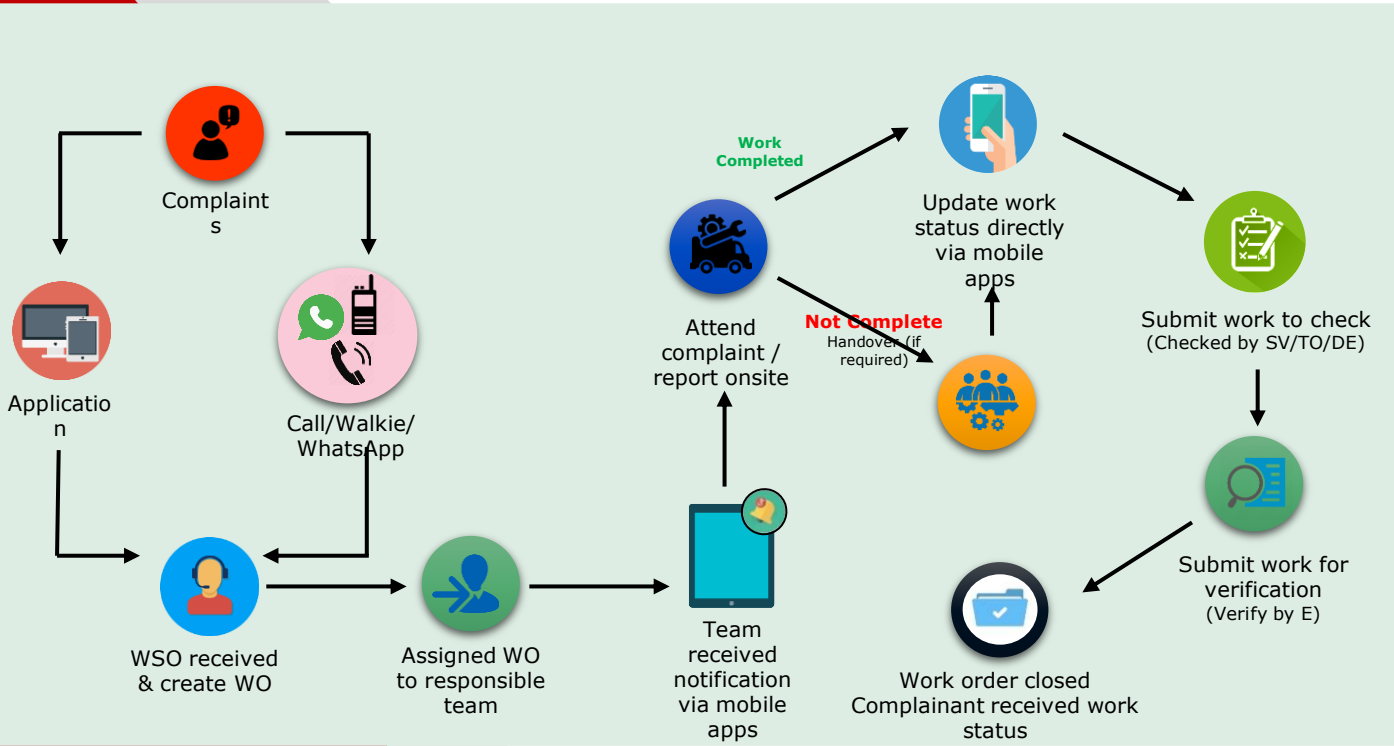 Complaint
s
Applicatio
n
Call/Walkie/
WhatsApp
WSO received
& create WO
Assigned WO
to responsible
team
Team
received
notification
via mobile
apps
Attend
complaint /
report onsite
Work
Completed
Not Complete
Handover (if
required)
Update work
status directly
via mobile
apps
Submit work to check
(Checked by SV/TO/DE)
Submit work for
verification
(Verify by E)
Work order closed
Complainant received work
status